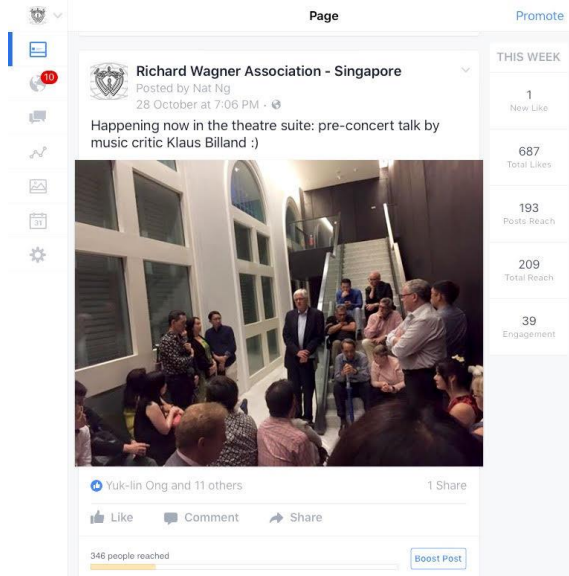 Page
Promote
10
31
Richard Wagner Association - Singapore
Posted by Nat Ng
28 October at 7:06 PM ·
Happening now in the theatre suite: pre-concert talk by
music critic Klaus Billand :)
Yuk-lin Ong and 11 others
1 Share
Like
Comment
Share
346 people reached
Boost Post
THIS WEEK
1
New Like
687
Total Likes
193
Posts Reach
209
Total Reach
39
Engagement